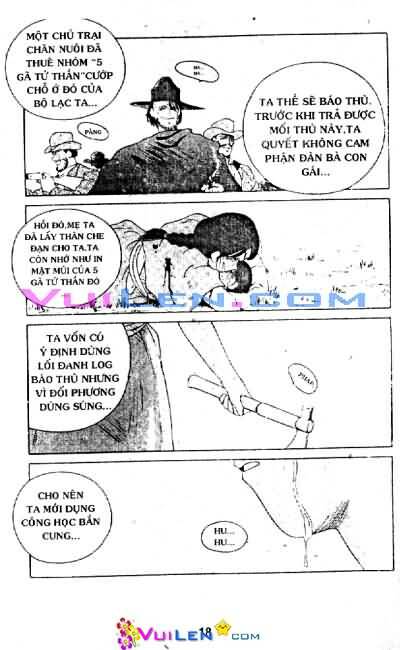 MỘT CHỦ TRẠI
CHĂN NUÔI ĐÃ
THUÊ NHÓM "5
GÃ TỬ THẦN" CƯỚP
CHỖ Ở ĐÓ CỦA
BỘ LẠC TA...
HA...
HA...
PÀNG
TA THỀ SẼ BÁO THÙ.
TRƯỚC KHI TRẢ ĐƯỢC
MỐI THÙ NÀY, TA
QUYẾT KHÔNG CAM
PHẬN ĐÀN BÀ CON
GÁI...
HỒI ĐÓ, MẸ TA
ĐÃ LẤY THÂN CHE
ĐẠN CHO TA, TA
CÒN NHỚ NHƯ IN
MẶT MŨI CỦA 5
GÃ TỬ THẦN ĐÓ
VUILEN.COM
TA VỐN CÓ
Ý ĐỊNH DÙNG
LỐI ĐANH LOG
BÁO THÙ NHƯNG
VÌ ĐỐI PHƯƠNG
DÙNG SÚNG...
PHẬP
CHO NÊN
TA MỚI DỤNG
CÔNG HỌC BẮN
CUNG...
HU...
HU...
18
VUILEN.COM